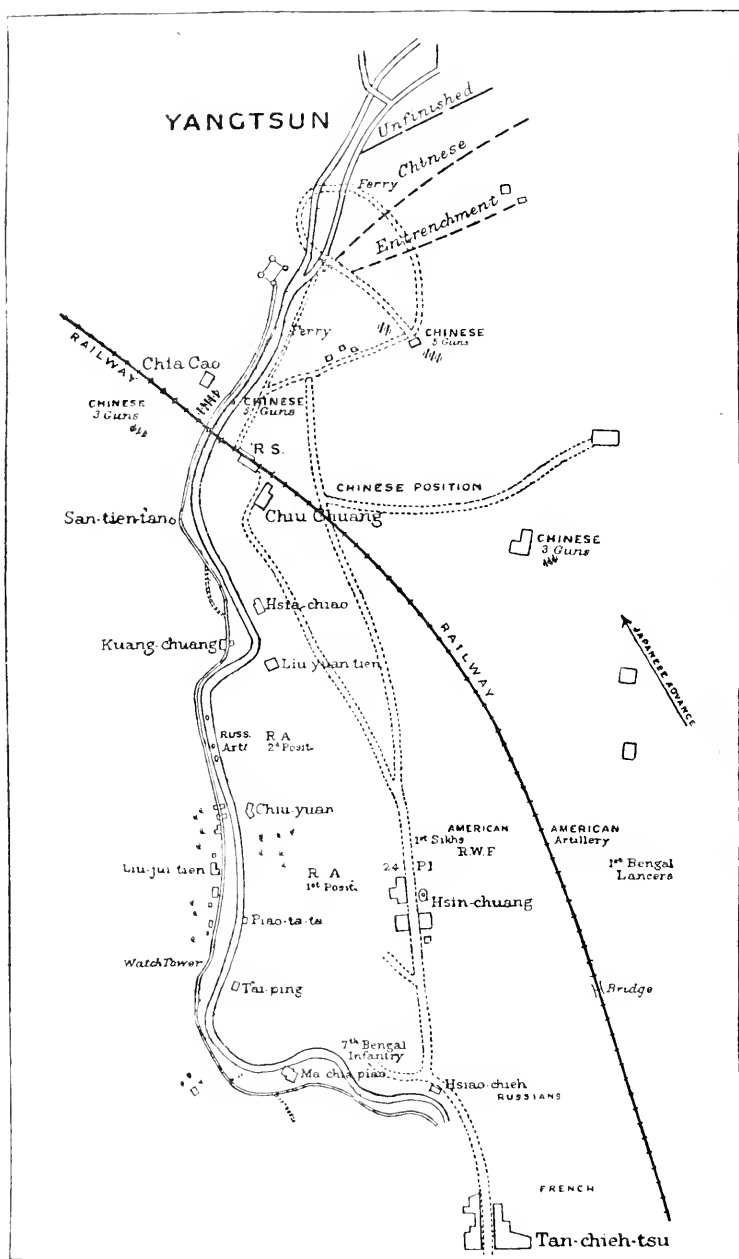 YANGTSUN
Unfinished
Chinese
Ferry
Entrenchment
Ferry
CHINESE
5 Guns
RAILWAY
Chia Cao
CHINESE
3 Guns
CHINESE
5 Guns
R S.
CHINESE POSITION
San-tien-tano
Chiu Chuang
CHINESE
3 Guns
Hsia-chiao
RAILWAY
JAPANESE ADVANCE
Kuang-chuang
Liu yuan tien
RUSS.
Artl
R A
2d Posit.
Chiu-yuan
1st Sikhs
AMERICAN
R.W.F
AMERICAN
Artillery
Liu-jui tien
R A
1st Posit.
24 PI
1st Bengal
Lancers
Hsin-chuang
Piao-ta-ta
Watch Tower
Tai-ping
Bridge
7th Bengal
Infantry
Ma chia piao
Hsiao-chieh
RUSSIANS
FRENCH
Tan-chieh-tsu